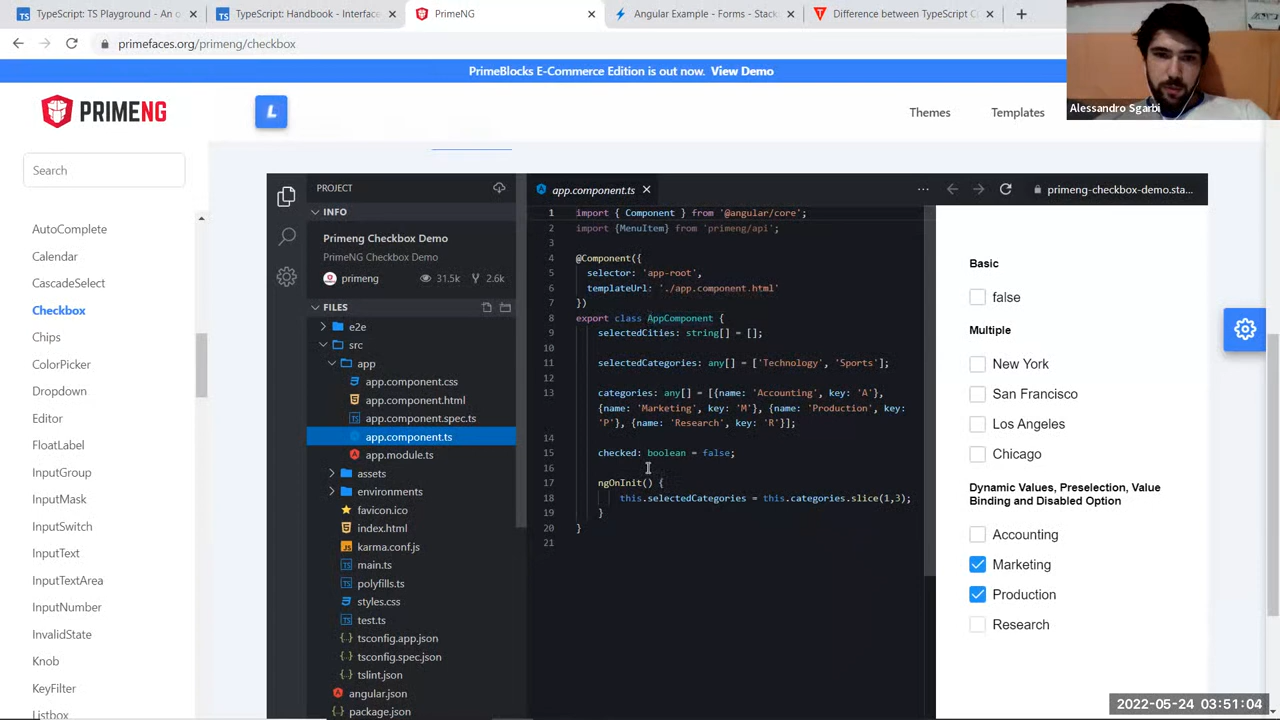 TypeScript: TS Playground - An o
TypeScript: Handbook - Interfac
PrimeNG
Angular Example - Forms - Stack
Difference between TypeScript C
primefaces.org/primeng/checkbox
PrimeBlocks E-Commerce Edition is out now. View Demo
Alessandro Sgarbi
PRIMENG
L
Themes
Templates
Search
AutoComplete
Calendar
CascadeSelect
Checkbox
Chips
ColorPicker
Dropdown
Editor
FloatLabel
InputGroup
InputMask
InputSwitch
InputText
InputTextArea
InputNumber
InvalidState
Knob
KeyFilter
Listbox
PROJECT
INFO
Primeng Checkbox Demo
PrimeNG Checkbox Demo
primeng 31.5k 2.6k
FILES
e2e
src
app
app.component.css
app.component.html
app.component.spec.ts
app.component.ts
app.module.ts
assets
environments
favicon.ico
index.html
karma.conf.js
main.ts
polyfills.ts
styles.css
test.ts
tsconfig.app.json
tsconfig.spec.json
tslint.json
angular.json
package.json
app.component.ts
primeng-checkbox-demo.sta...
1 import { Component } from '@angular/core';
2 import {MenuItem} from 'primeng/api';
3
4 @Component({
5 selector: 'app-root',
6 templateUrl: './app.component.html'
7 })
8 export class AppComponent {
9 selectedCities: string[] = [];
10
11 selectedCategories: any[] = ['Technology', 'Sports'];
12
13 categories: any[] = [{name: 'Accounting', key: 'A'},
{name: 'Marketing', key: 'M'}, {name: 'Production', key:
'P'}, {name: 'Research', key: 'R'}];
14
15 checked: boolean = false;
16
17 ngOnInit() {
18 this.selectedCategories = this.categories.slice(1,3);
19 }
20 }
21
Basic
false
Multiple
New York
San Francisco
Los Angeles
Chicago
Dynamic Values, Preselection, Value
Binding and Disabled Option
Accounting
Marketing
Production
Research
2022-05-24 03:51:04